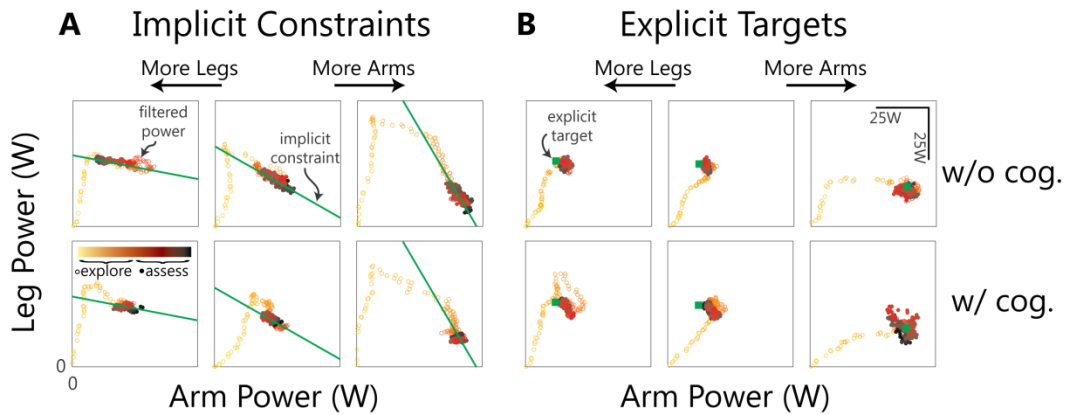 A Implicit Constraints
B Explicit Targets
More Legs
More Arms
More Legs
More Arms
filtered
power
implicit
constraint
explicit
target
25W
25W
w/o cog.
explore
assess
w/ cog.
Leg Power (W)
0
0
Arm Power (W)
Arm Power (W)